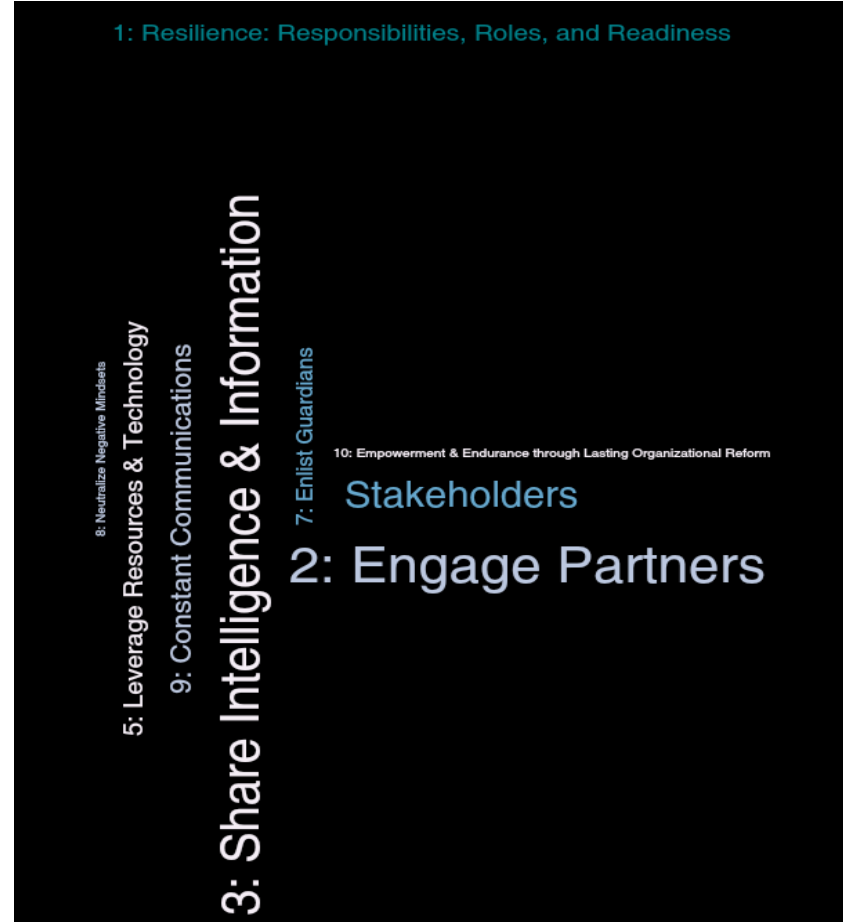 1: Resilience: Responsibilities, Roles, and Readiness
8: Neutralize Negative Mindsets
5: Leverage Resources & Technology
9: Constant Communications
3: Share Intelligence & Information
7: Enlist Guardians
10: Empowerment & Endurance through Lasting Organizational Reform
Stakeholders
2: Engage Partners